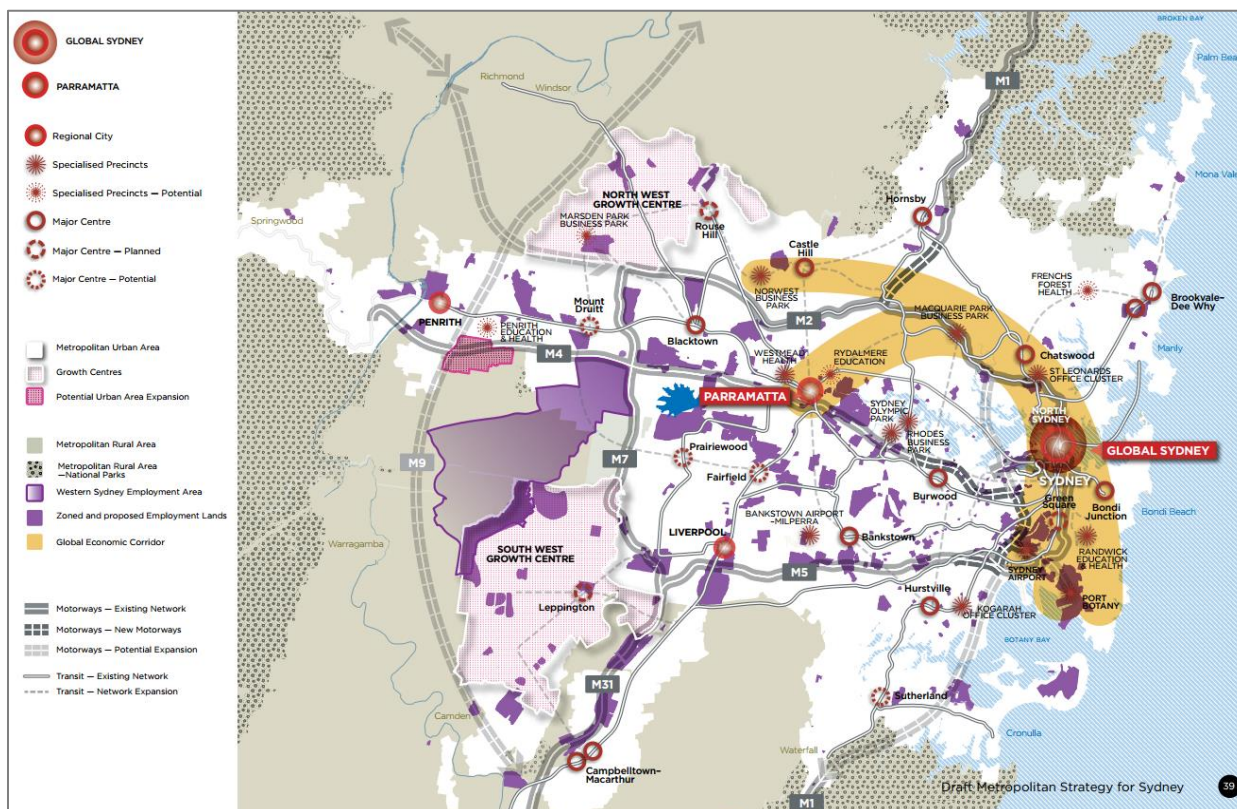 GLOBAL SYDNEY
PARRAMATTA
Regional City
Specialised Precincts
Specialised Precincts — Potential
Major Centre
Major Centre — Planned
Major Centre — Potential
Metropolitan Urban Area
Growth Centres
Potential Urban Area Expansion
Metropolitan Rural Area
Metropolitan Rural Area
—National Parks
Western Sydney Employment Area
Zoned and proposed Employment Lands
Global Economic Corridor
Motorways — Existing Network
Motorways — New Motorways
Motorways — Potential Expansion
Transit — Existing Network
Transit — Network Expansion
BROKEN BAY
Palm Bea
M1
Richmond
Windsor
Mona Vale
NORTH WEST
GROWTH CENTRE
MARSDEN PARK
BUSINESS PARK
Rouse
Hill
Hornsby
Springwood
Castle
Hill
NORWEST
BUSINESS
PARK
FRENCHS
FOREST
HEALTH
Brookvale–
Dee Why
PENRITH
PENRITH
EDUCATION
& HEALTH
Mount
Druitt
Blacktown
M2
MACQUARIE PARK
BUSINESS PARK
Chatswood
Manly
M4
WESTMEAD
HEALTH
RYDALMERE
EDUCATION
ST LEONARDS
OFFICE CLUSTER
PARRAMATTA
SYDNEY
OLYMPIC
PARK
RHODES
BUSINESS
PARK
NORTH
SYDNEY
GLOBAL SYDNEY
SYDNEY
M9
M7
Prairiewood
Fairfield
Burwood
Green
Square
Bondi
Junction
Bondi Beach
BANKSTOWN AIRPORT
–MILPERRA
Bankstown
LIVERPOOL
Warragamba
SOUTH WEST
GROWTH CENTRE
M5
SYDNEY
AIRPORT
RANDWICK
EDUCATION
& HEALTH
Leppington
Hurstville
KOGARAH
OFFICE CLUSTER
PORT
BOTANY
BOTANY BAY
M31
Sutherland
Camden
Cronulla
Waterfall
Campbelltown–
Macarthur
M1
Draft Metropolitan Strategy for Sydney 39